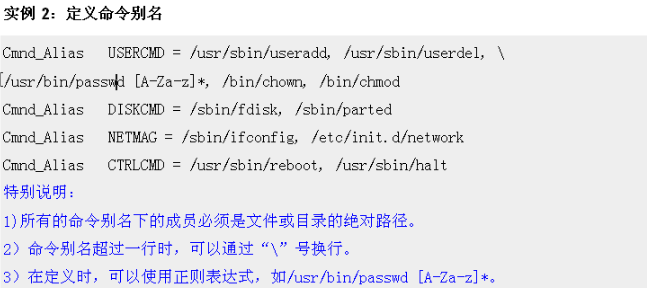 实例 2：定义命令别名
Cmnd_Alias USERCMD = /usr/sbin/useradd, /usr/sbin/userdel, \
/usr/bin/passwd [A-Za-z]*, /bin/chown, /bin/chmod
Cmnd_Alias DISKCMD = /sbin/fdisk, /sbin/parted
Cmnd_Alias NETMAG = /sbin/ifconfig, /etc/init.d/network
Cmnd_Alias CTRLCMD = /usr/sbin/reboot, /usr/sbin/halt
特别说明：
1)所有的命令别名下的成员必须是文件或目录的绝对路径。
2）命令别名超过一行时，可以通过“\”号换行。
3）在定义时，可以使用正则表达式，如/usr/bin/passwd [A-Za-z]*。